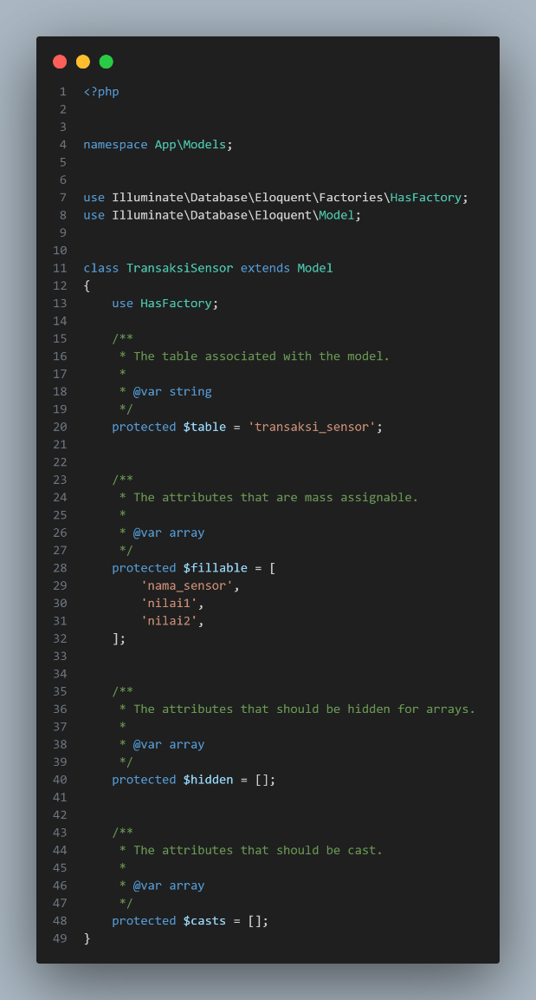 1 <?php
2
3
4 namespace App\Models;
5
6
7 use Illuminate\Database\Eloquent\Factories\HasFactory;
8 use Illuminate\Database\Eloquent\Model;
9
10
11 class TransaksiSensor extends Model
12 {
13     use HasFactory;
14
15     /**
16      * The table associated with the model.
17      *
18      * @var string
19      */
20     protected $table = 'transaksi_sensor';
21
22
23     /**
24      * The attributes that are mass assignable.
25      *
26      * @var array
27      */
28     protected $fillable = [
29         'nama_sensor',
30         'nilai1',
31         'nilai2',
32     ];
33
34
35     /**
36      * The attributes that should be hidden for arrays.
37      *
38      * @var array
39      */
40     protected $hidden = [];
41
42
43     /**
44      * The attributes that should be cast.
45      *
46      * @var array
47      */
48     protected $casts = [];
49 }